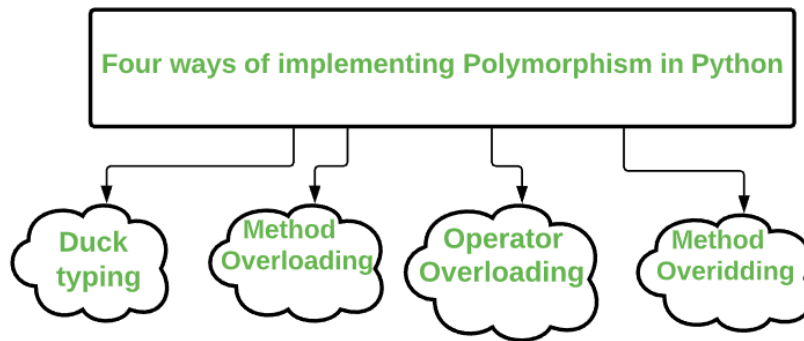 Four ways of implementing Polymorphism in Python
Duck
typing
Method
Overloading
Operator
Overloading
Method
Overidding